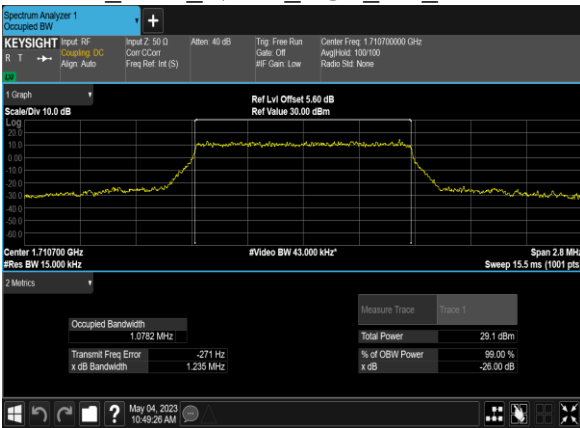 Spectrum Analyzer 1
Occupied BW
KEYSIGHT
R T
LV
Input: RF
Coupling: DC
Align: Auto
Input Z: 50 Ω
Corr CCorr
Freq Ref: Int (S)
Atten: 40 dB
Trig: Free Run
Gate: Off
#IF Gain: Low
Center Freq: 1.710700000 GHz
Avg|Hold: 100/100
Radio Std: None
1 Graph
Scale/Div 10.0 dB
Ref Lvl Offset 5.60 dB
Ref Value 30.00 dBm
Log
20.0
10.0
0.00
-10.0
-20.0
-30.0
-40.0
-50.0
-60.0
Center 1.710700 GHz
#Video BW 43.000 kHz*
Span 2.8 MHz
#Res BW 15.000 kHz
Sweep 15.5 ms (1001 pts
2 Metrics
Measure Trace Trace 1
Occupied Bandwidth
1.0782 MHz
Total Power 29.1 dBm
Transmit Freq Error -271 Hz
% of OBW Power 99.00 %
x dB Bandwidth 1.235 MHz
x dB -26.00 dB
?
May 04, 2023
10:49:26 AM